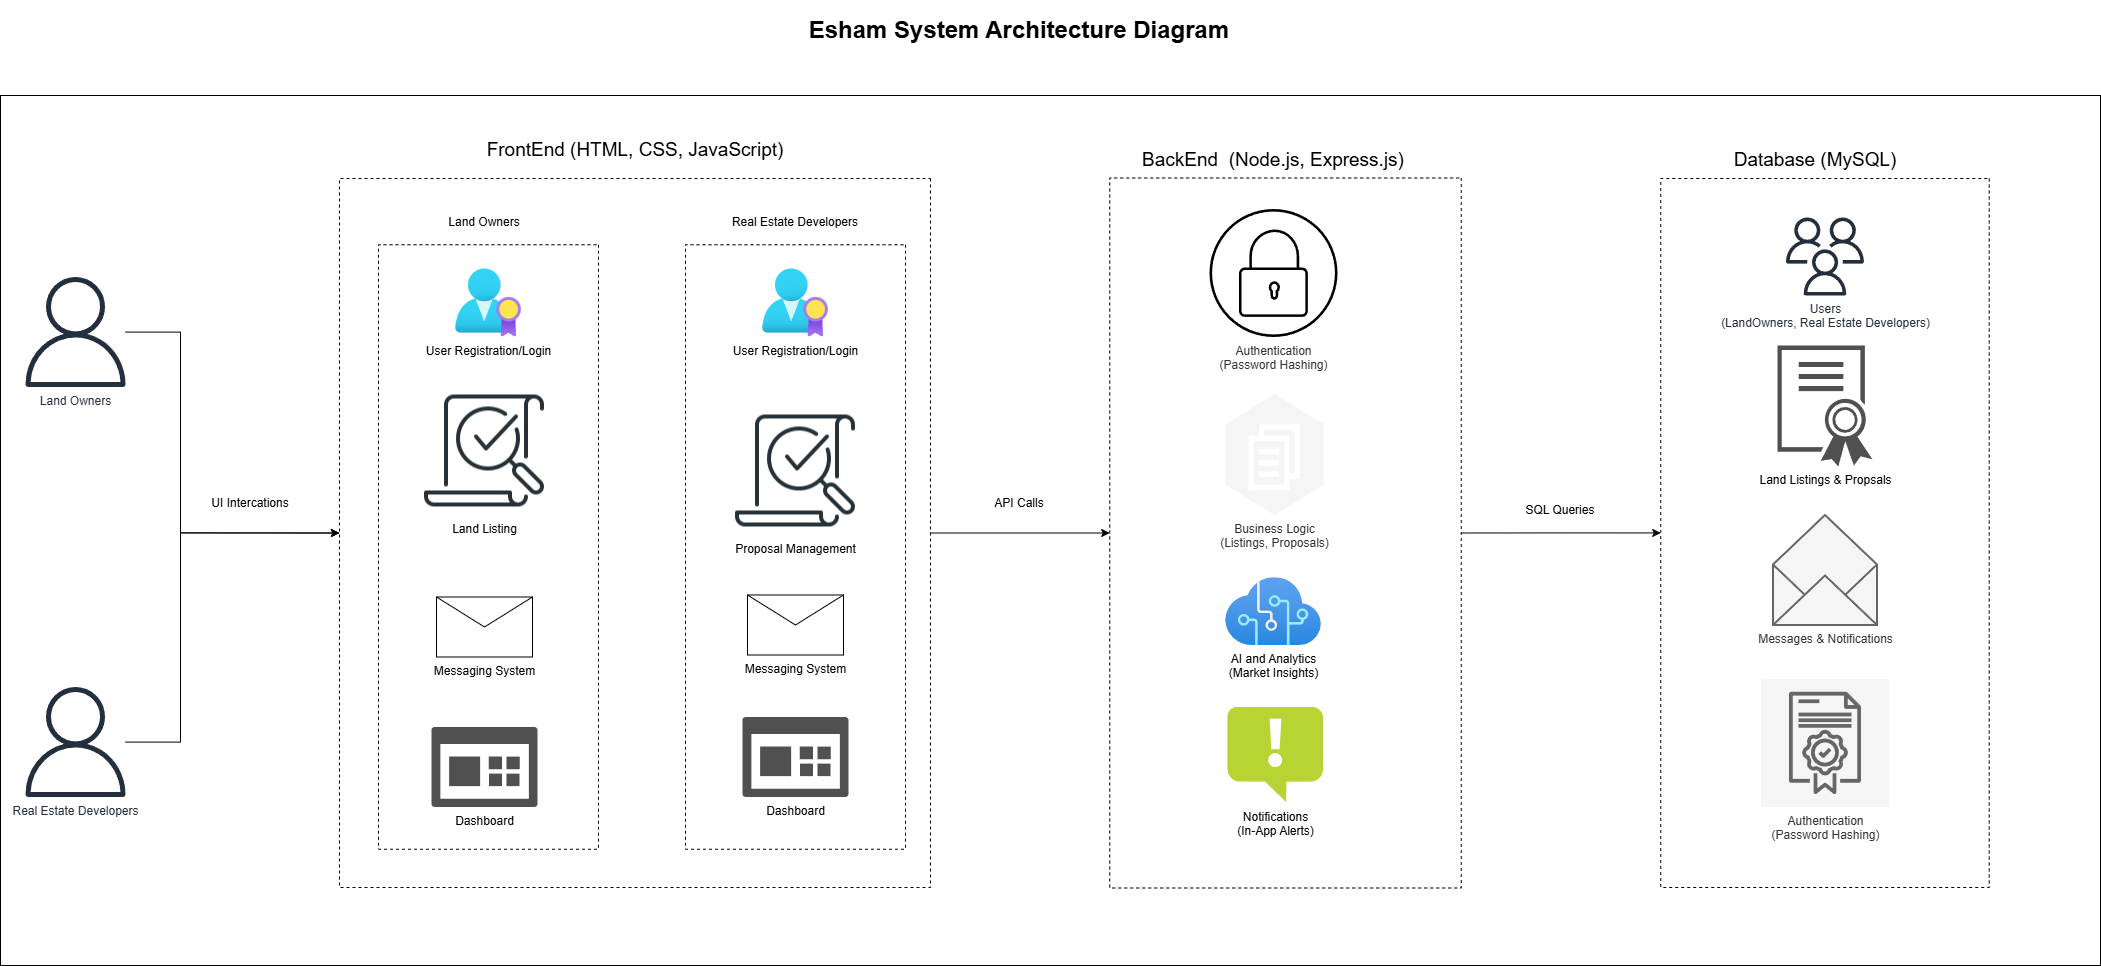 Esham System Architecture Diagram
Land Owners
Real Estate Developers
UI Intercations
FrontEnd (HTML, CSS, JavaScript)
Land Owners
User Registration/Login
Land Listing
Messaging System
Dashboard
Real Estate Developers
User Registration/Login
Proposal Management
Messaging System
Dashboard
API Calls
BackEnd  (Node.js, Express.js)
Authentication
(Password Hashing)
Business Logic
(Listings, Proposals)
AI and Analytics
(Market Insights)
Notifications
(In-App Alerts)
SQL Queries
Database (MySQL)
Users
(LandOwners, Real Estate Developers)
Land Listings & Propsals
Messages & Notifications
Authentication
(Password Hashing)